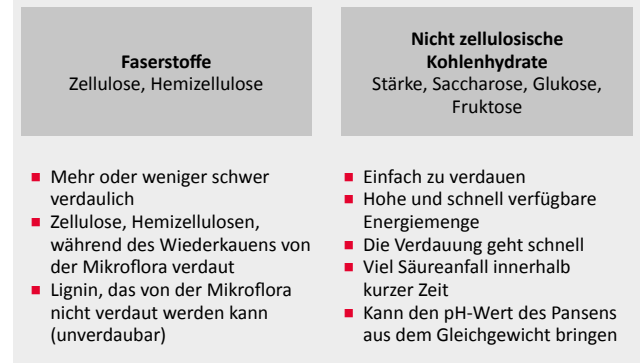 Faserstoffe
Zellulose, Hemizellulose
Mehr oder weniger schwer
verdaulich
Zellulose, Hemizellulosen,
während des Wiederkauens von
der Mikroflora verdaut
Lignin, das von der Mikroflora
nicht verdaut werden kann
(unverdaubar)
Nicht zellulosische
Kohlenhydrate
Stärke, Saccharose, Glukose,
Fruktose
Einfach zu verdauen
Hohe und schnell verfügbare
Energiemenge
Die Verdauung geht schnell
Viel Säureanfall innerhalb
kurzer Zeit
Kann den pH-Wert des Pansens
aus dem Gleichgewicht bringen